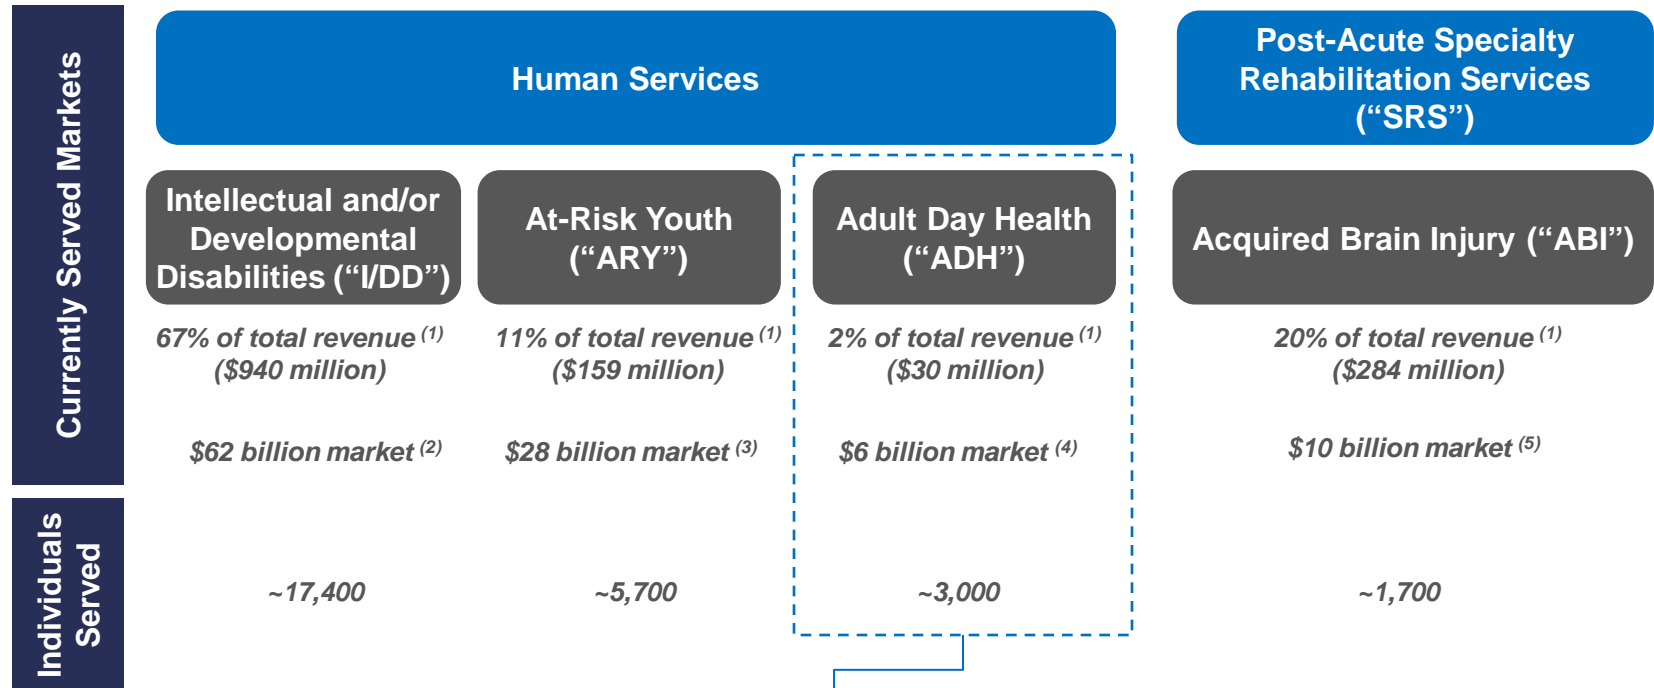 Currently Served Markets
Human Services
Post-Acute Specialty
Rehabilitation Services
(“SRS”)
Intellectual and/or
Developmental
Disabilities (“I/DD”)
At-Risk Youth
(“ARY”)
Adult Day Health
(“ADH”)
Acquired Brain Injury (“ABI”)
67% of total revenue (1)
($940 million)
11% of total revenue (1)
($159 million)
2% of total revenue (1)
($30 million)
20% of total revenue (1)
($284 million)
$62 billion market (2)
$28 billion market (3)
$6 billion market (4)
$10 billion market (5)
Individuals
Served
~17,400
~5,700
~3,000
~1,700